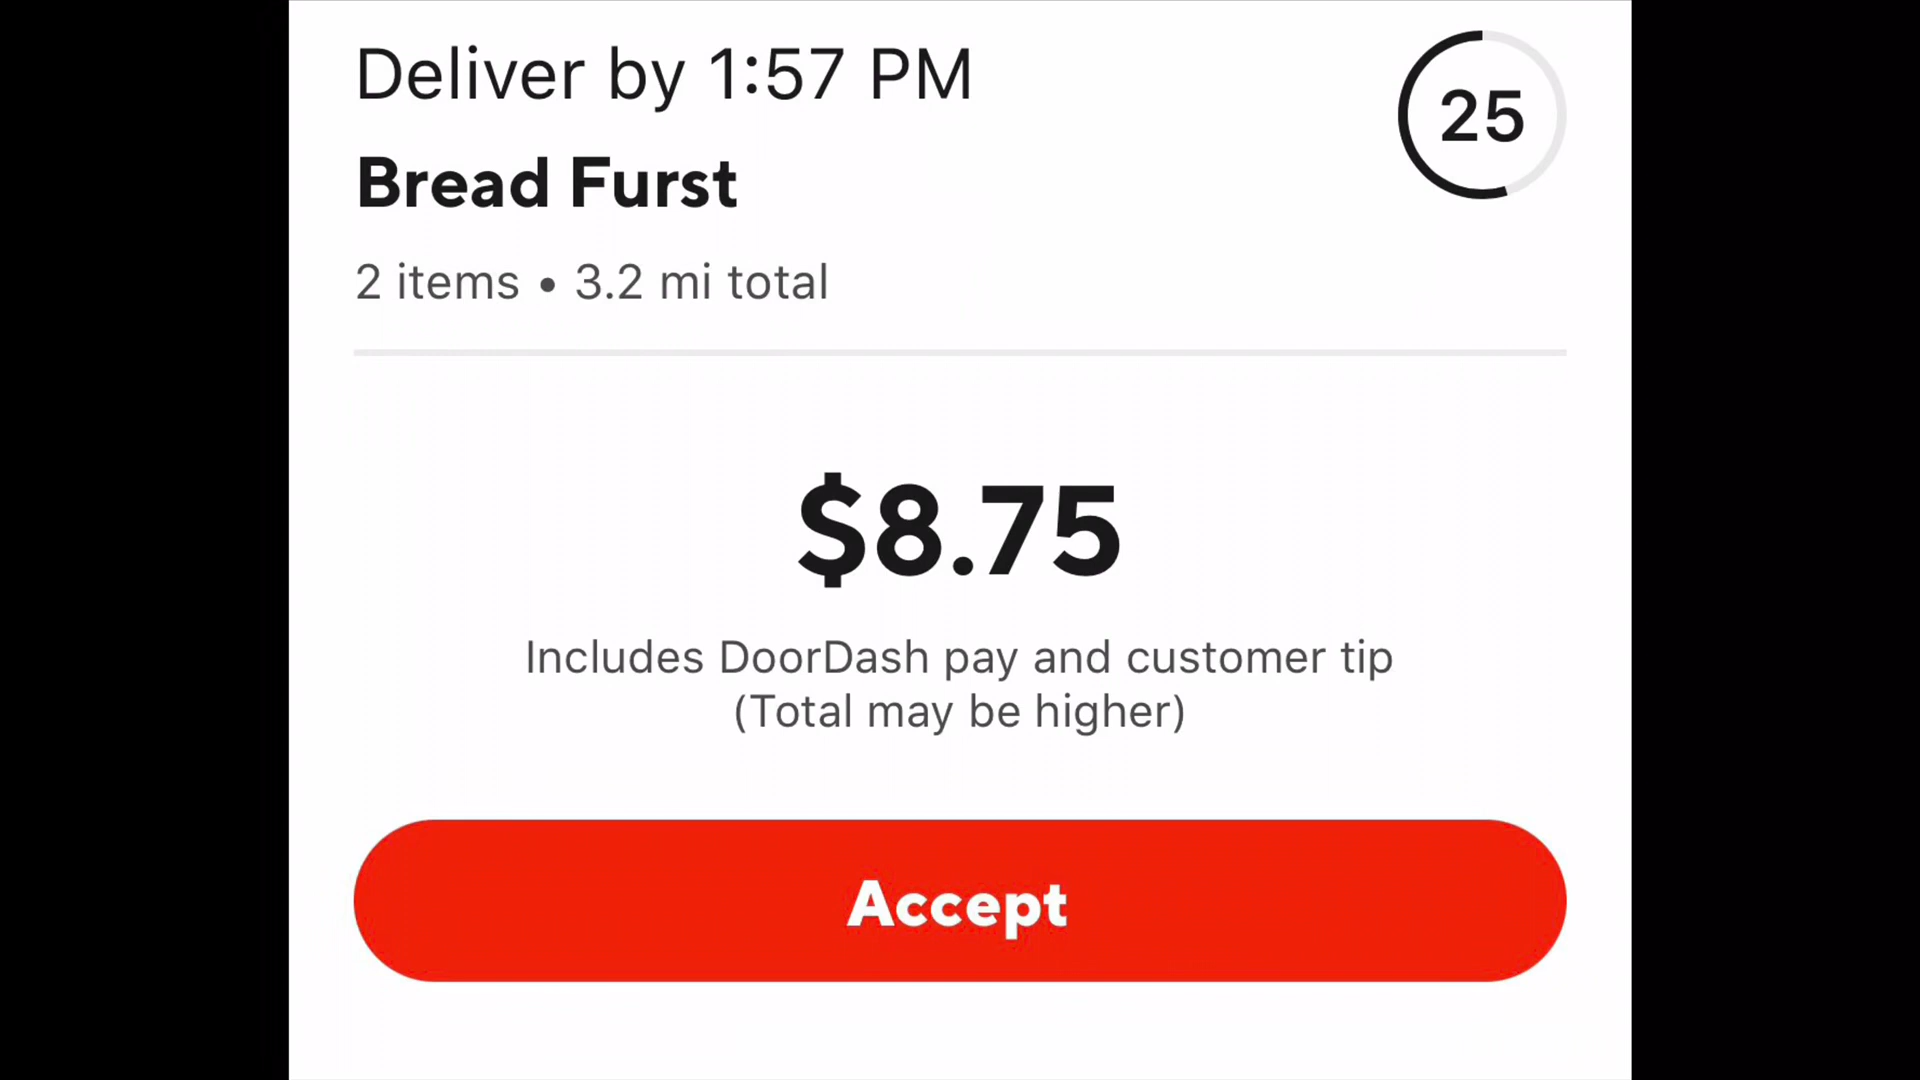 Deliver by 1:57 PM
25
Bread Furst
2 items • 3.2 mi total
$8.75
Includes DoorDash pay and customer tip
(Total may be higher)
Accept